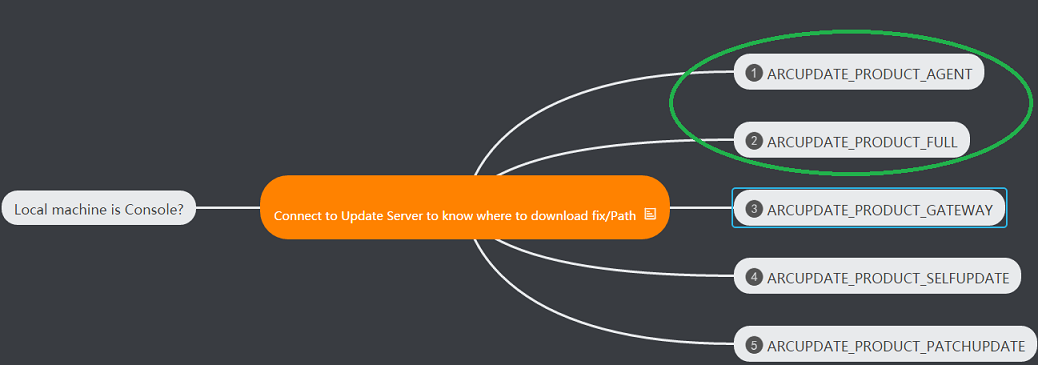 Local machine is Console?
Connect to Update Server to know where to download fix/Path
1 ARCUPDATE_PRODUCT_AGENT
2 ARCUPDATE_PRODUCT_FULL
3 ARCUPDATE_PRODUCT_GATEWAY
4 ARCUPDATE_PRODUCT_SELFUPDATE
5 ARCUPDATE_PRODUCT_PATCHUPDATE